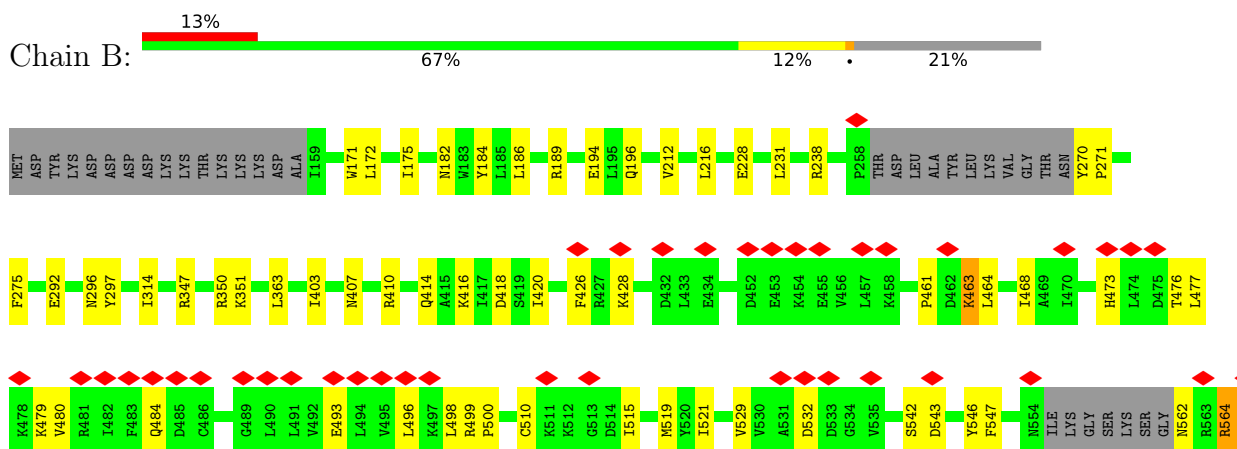 13%
Chain B:
67% 12% • 21%
MET ASP TYR LYS ASP ASP ASP ASP LYS LYS THR LYS LYS LYS ASP ALA I159 W171 L172 I175 N182 W183 Y184 L185 L186 R189 E194 L195 Q196 V212 L216 E228 L231 R238 P258 THR ASP LEU ALA TYR LEU LYS VAL GLY THR ASN Y270 P271
F275 E292 N296 Y297 I314 R347 R350 K351 L363 I403 N407 R410 Q414 A415 K416 I417 D418 S419 I420 F426 R427 K428 D432 L433 E434 D452 E453 K454 E455 V456 L457 K458 P461 D462 K463 L464 I468 A469 I470 H473 L474 D475 T476 L477
K478 K479 V480 R481 I482 F483 Q484 D485 C486 G489 L490 L491 V492 E493 L494 V495 L496 K497 L498 R499 P500 C510 K511 K512 G513 D514 I515 M519 Y520 I521 V529 V530 A531 D532 D533 G534 V535 S542 D543 Y546 F547 N554 ILE LYS GLY SER LYS SER GLY N562 R563 R564